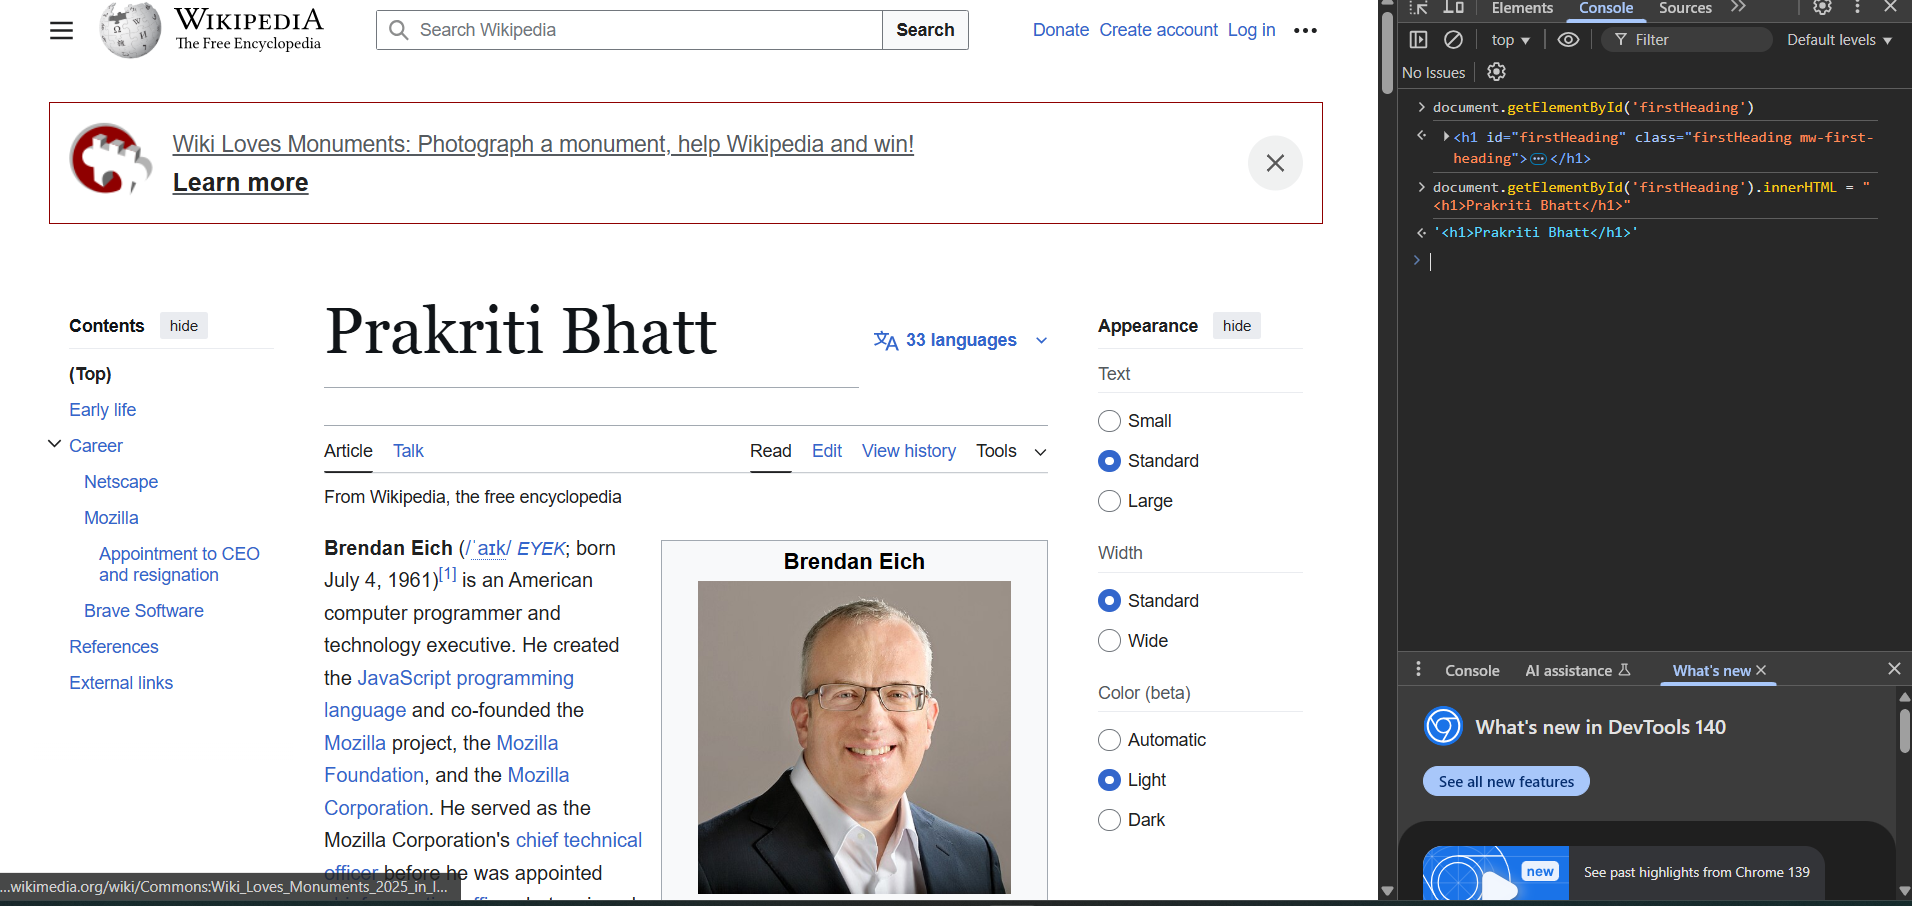 WIKIPEDIA
The Free Encyclopedia
Search Wikipedia
Search
Donate Create account Log in
Wiki Loves Monuments: Photograph a monument, help Wikipedia and win!
Learn more
Contents hide
(Top)
Early life
Career
Netscape
Mozilla
Appointment to CEO
and resignation
Brave Software
References
External links
Prakriti Bhatt
33 languages
Article Talk
Read Edit View history Tools
From Wikipedia, the free encyclopedia
Brendan Eich (/ˈaɪk/ EYEK; born
July 4, 1961)[1] is an American
computer programmer and
technology executive. He created
the JavaScript programming
language and co-founded the
Mozilla project, the Mozilla
Foundation, and the Mozilla
Corporation. He served as the
Mozilla Corporation's chief technical
officer before he was appointed
Brendan Eich
Appearance hide
Text
Small
Standard
Large
Width
Standard
Wide
Color (beta)
Automatic
Light
Dark
...wikimedia.org/wiki/Commons:Wiki_Loves_Monuments_2025_in_I...
Elements Console Sources
top Filter Default levels
No Issues
document.getElementById('firstHeading')
<h1 id="firstHeading" class="firstHeading mw-first-
heading">…</h1>
document.getElementById('firstHeading').innerHTML = "
<h1>Prakriti Bhatt</h1>"
'<h1>Prakriti Bhatt</h1>'
Console AI assistance What's new
What's new in DevTools 140
See all new features
new
See past highlights from Chrome 139